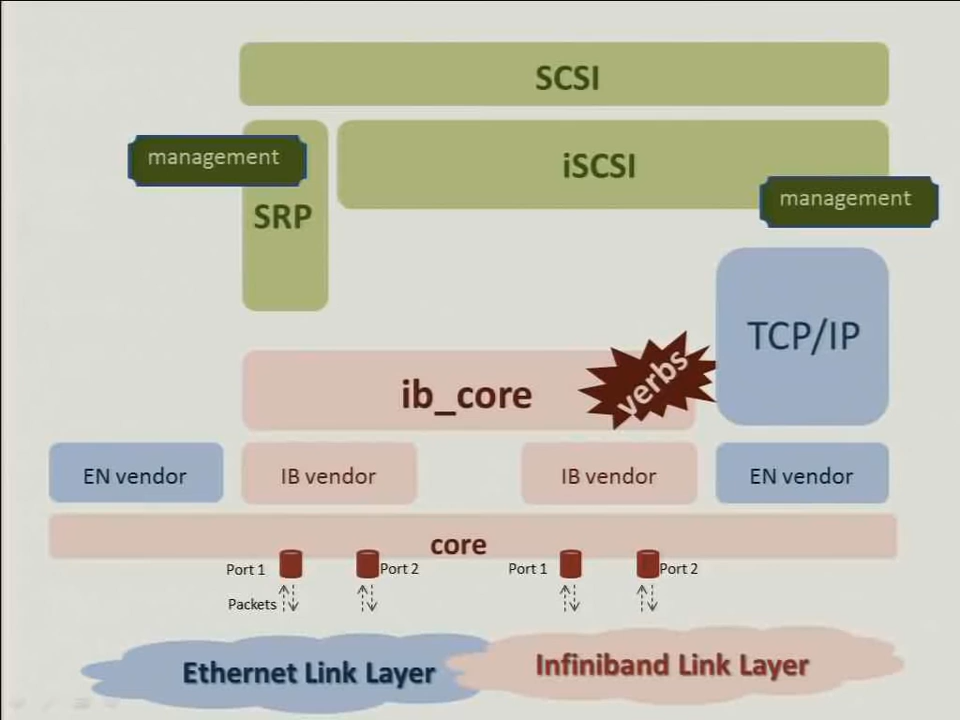 SCSI
management
iSCSI
management
SRP
TCP/IP
ib_core
verbs
EN vendor
IB vendor
IB vendor
EN vendor
core
Port 1
Port 2
Port 1
Port 2
Packets
Ethernet Link Layer
Infiniband Link Layer